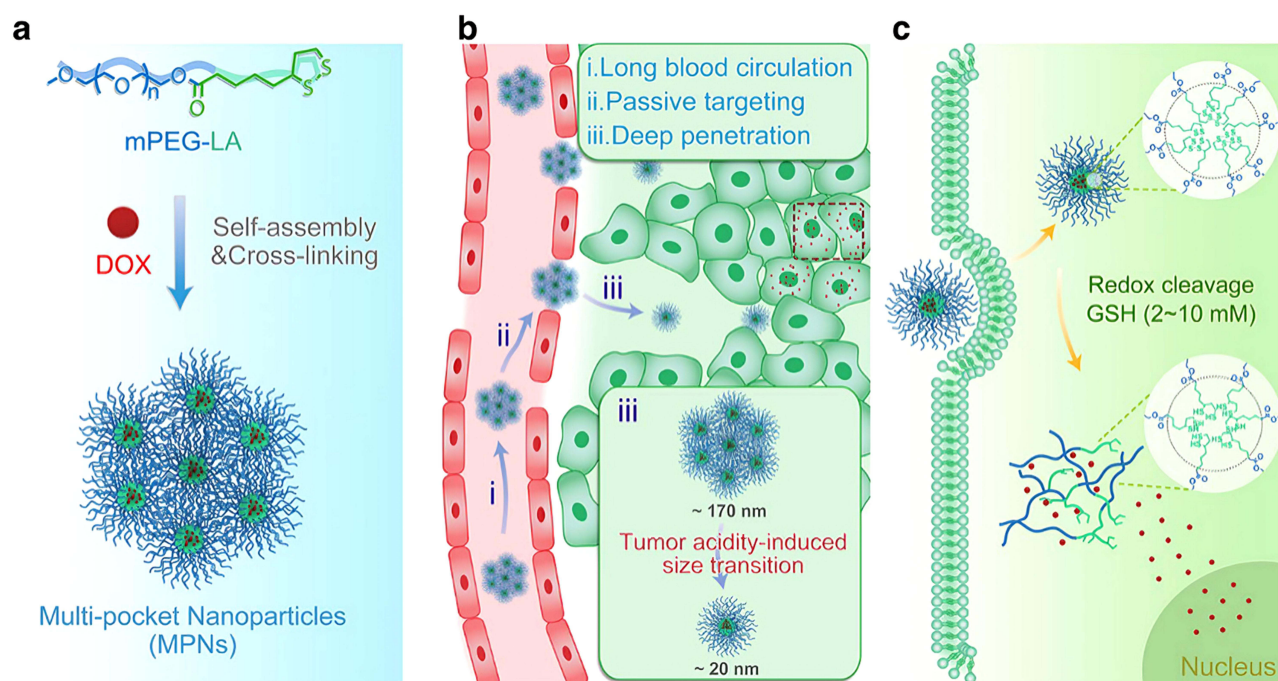 a
O
O
n
O
O
S
S
mPEG-LA
DOX
Self-assembly
&Cross-linking
Multi-pocket Nanoparticles
(MPNs)
b
i.Long blood circulation
ii.Passive targeting
iii.Deep penetration
iii
ii
i
iii
~ 170 nm
Tumor acidity-induced
size transition
~ 20 nm
c
Redox cleavage
GSH (2~10 mM)
Nucleus